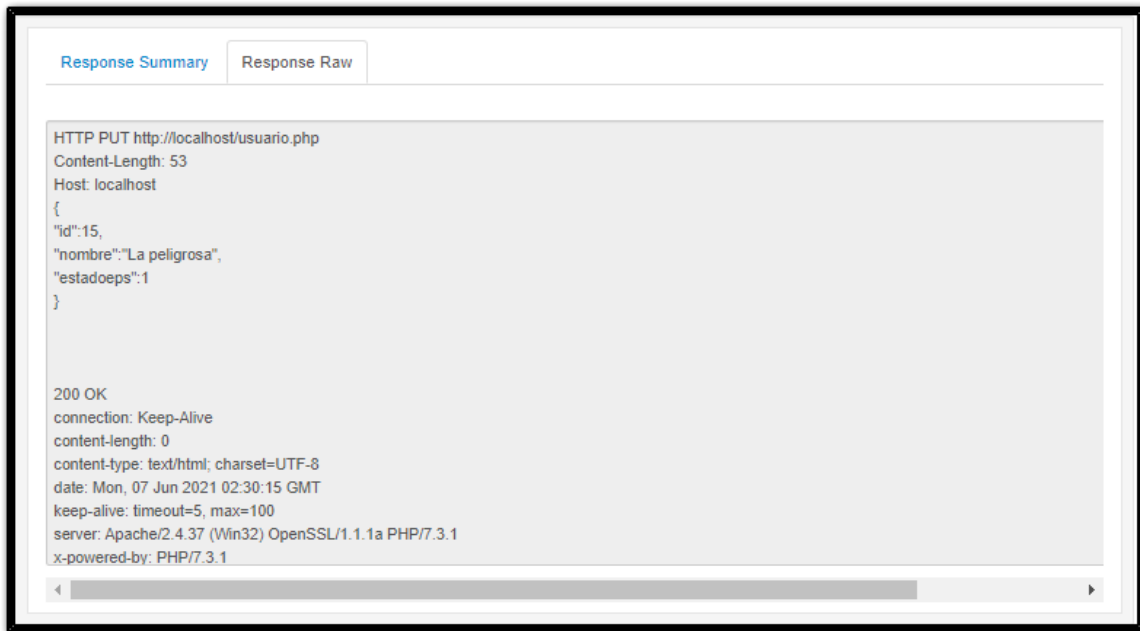 Response Summary
Response Raw
HTTP PUT http://localhost/usuario.php
Content-Length: 53
Host: localhost
{
"id":15,
"nombre":"La peligrosa",
"estadoeps":1
}
200 OK
connection: Keep-Alive
content-length: 0
content-type: text/html; charset=UTF-8
date: Mon, 07 Jun 2021 02:30:15 GMT
keep-alive: timeout=5, max=100
server: Apache/2.4.37 (Win32) OpenSSL/1.1.1a PHP/7.3.1
x-powered-by: PHP/7.3.1